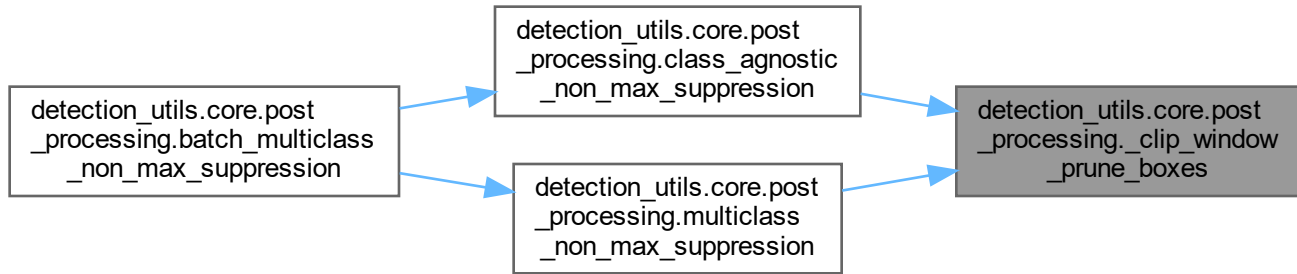 detection_utils.core.post
_processing.batch_multiclass
_non_max_suppression
detection_utils.core.post
_processing.class_agnostic
_non_max_suppression
detection_utils.core.post
_processing.multiclass
_non_max_suppression
detection_utils.core.post
_processing._clip_window
_prune_boxes